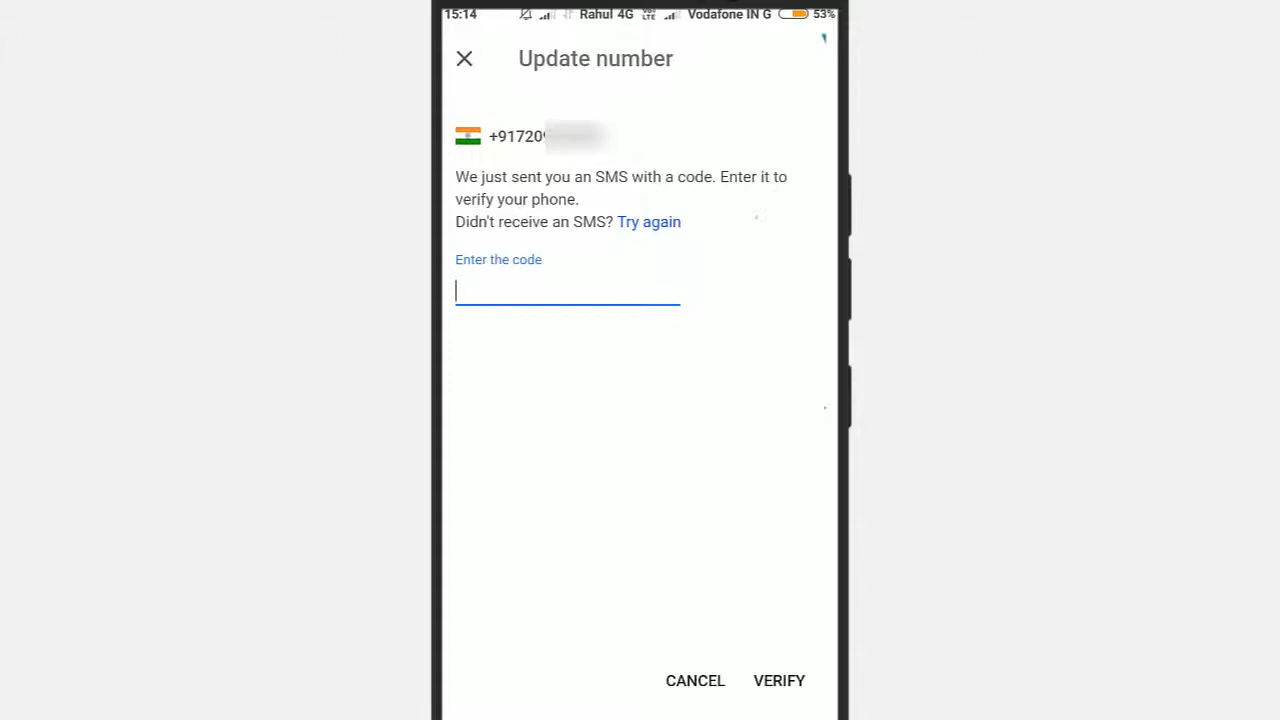 15:14 Rahul 4G VoLTE Vodafone IN G 53%
Update number
+91720
We just sent you an SMS with a code. Enter it to
verify your phone.
Didn't receive an SMS? Try again
Enter the code
CANCEL VERIFY